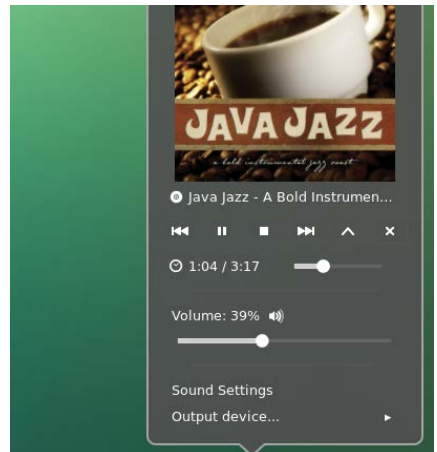 JAVA JAZZ
a bold instrumental jazz roast
Java Jazz - A Bold Instrumen...
1:04 / 3:17
Volume: 39%
Sound Settings
Output device...